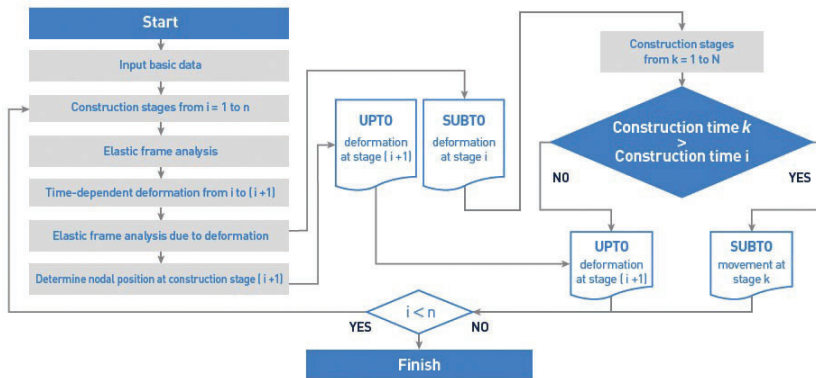 Start
Input basic data
Construction stages from i = 1 to n
Elastic frame analysis
Time-dependent deformation from i to (i +1)
Elastic frame analysis due to deformation
Determine nodal position at construction stage (i +1)
UPTO
deformation
at stage (i +1)
SUBTO
deformation
at stage i
Construction stages
from k = 1 to N
Construction time k
>
Construction time i
NO
YES
UPTO
deformation
at stage (i +1)
SUBTO
movement at
stage k
i < n
YES
NO
Finish